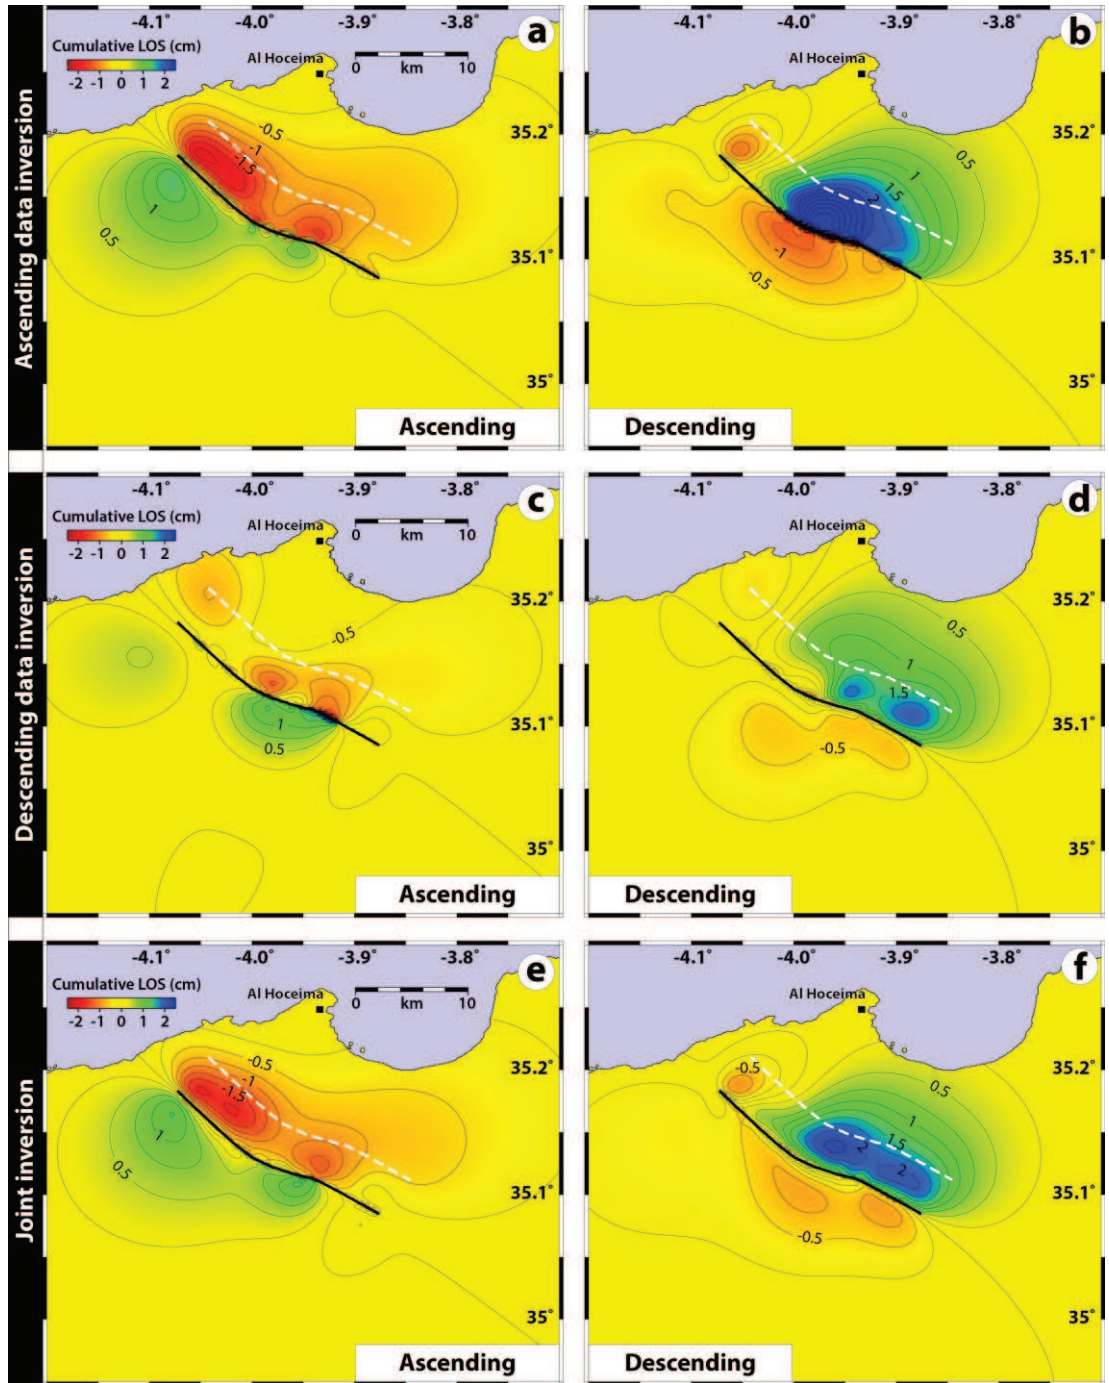 Ascending data inversion
-4.1° -4.0° -3.9° -3.8°
a
Cumulative LOS (cm)
-2 -1 0 1 2
Al Hoceima
0 km 10
-0.5
-1
-1.5
1
0.5
35.2°
35.1°
35°
Ascending
-4.1° -4.0° -3.9° -3.8°
b
Al Hoceima
0.5
1
1.5
2
-1
-0.5
35.2°
35.1°
35°
Descending
Descending data inversion
-4.1° -4.0° -3.9° -3.8°
c
Cumulative LOS (cm)
-2 -1 0 1 2
Al Hoceima
0 km 10
-0.5
1
0.5
35.2°
35.1°
35°
Ascending
-4.1° -4.0° -3.9° -3.8°
d
Al Hoceima
0.5
1
1.5
-0.5
35.2°
35.1°
35°
Descending
Joint inversion
-4.1° -4.0° -3.9° -3.8°
e
Cumulative LOS (cm)
-2 -1 0 1 2
Al Hoceima
0 km 10
-0.5
-1
-1.5
1
0.5
35.2°
35.1°
35°
Ascending
-4.1° -4.0° -3.9° -3.8°
f
Al Hoceima
-0.5
0.5
1
1.5
2
2
-0.5
35.2°
35.1°
35°
Descending